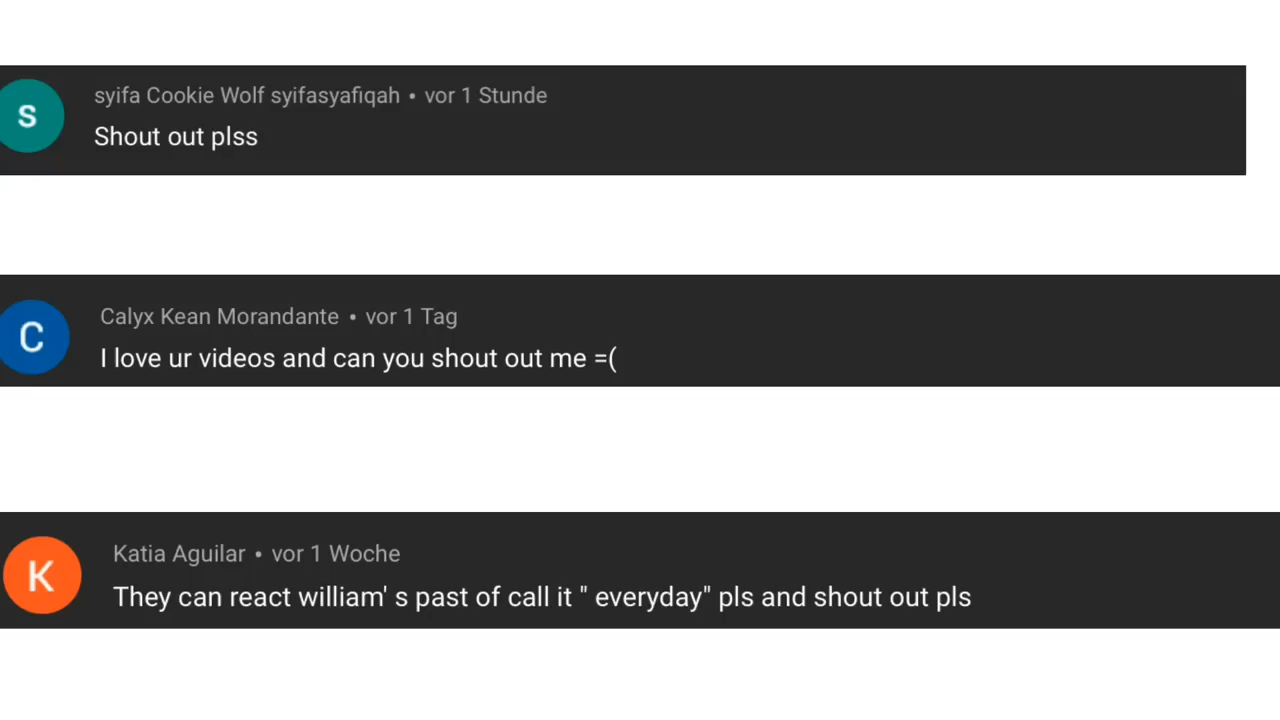 S
syifa Cookie Wolf syifasyafiqah • vor 1 Stunde
Shout out plss
C
Calyx Kean Morandante • vor 1 Tag
I love ur videos and can you shout out me =(
K
Katia Aguilar • vor 1 Woche
They can react william' s past of call it " everyday" pls and shout out pls